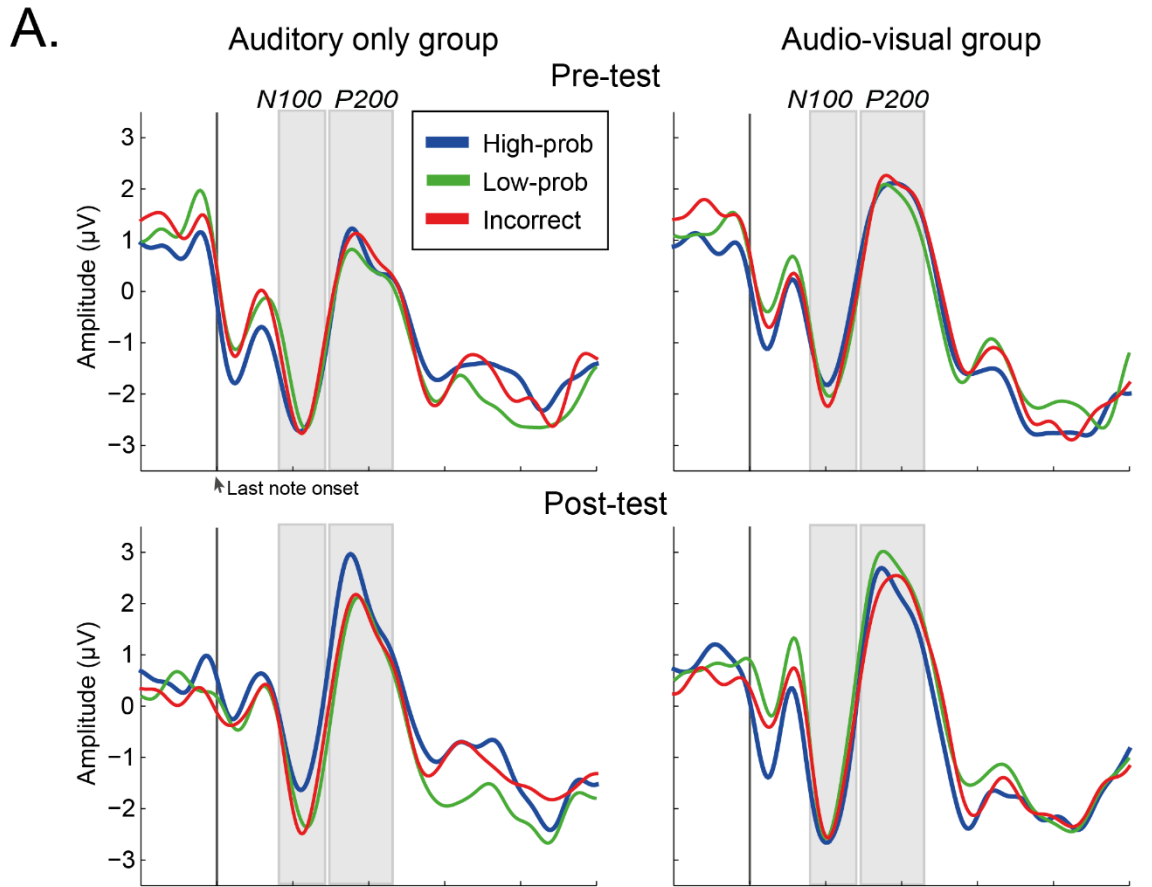 A.
Auditory only group
Audio-visual group
Pre-test
N100 P200
N100 P200
High-prob
Low-prob
Incorrect
Amplitude (µV)
3
2
1
0
−1
−2
−3
Last note onset
Post-test
Amplitude (µV)
3
2
1
0
−1
−2
−3